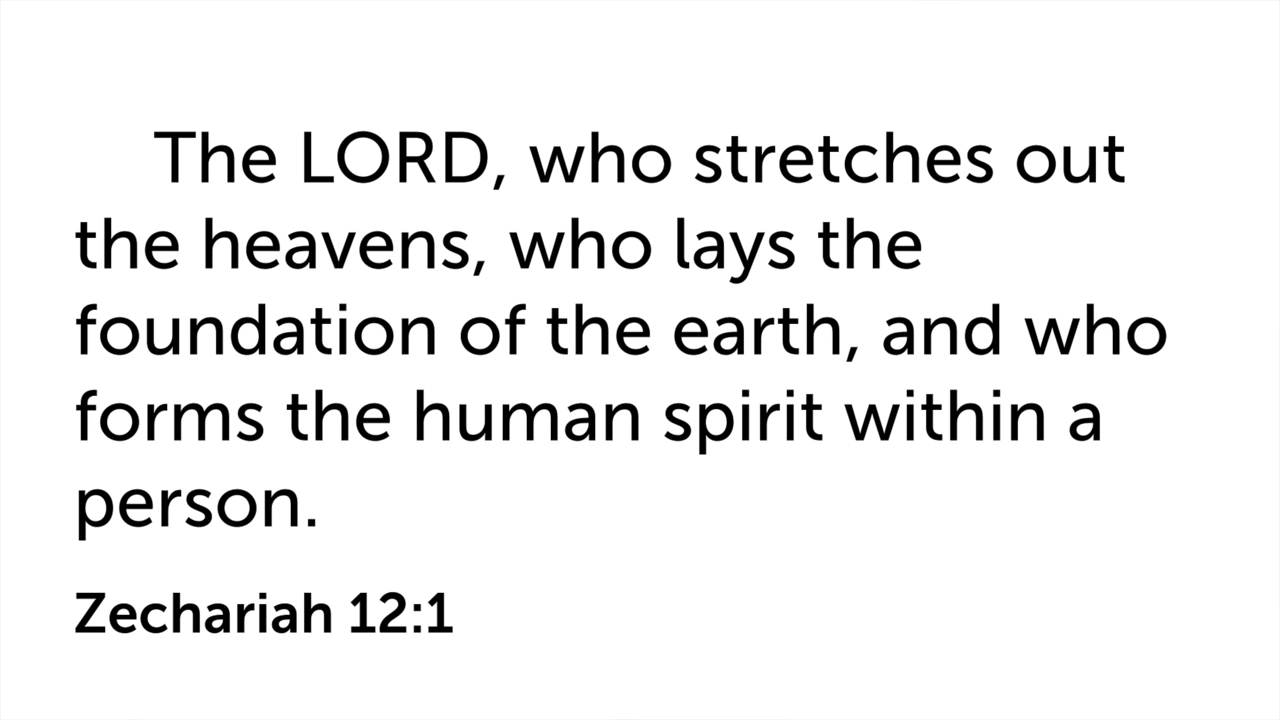 The LORD, who stretches out
the heavens, who lays the
foundation of the earth, and who
forms the human spirit within a
person.
Zechariah 12:1